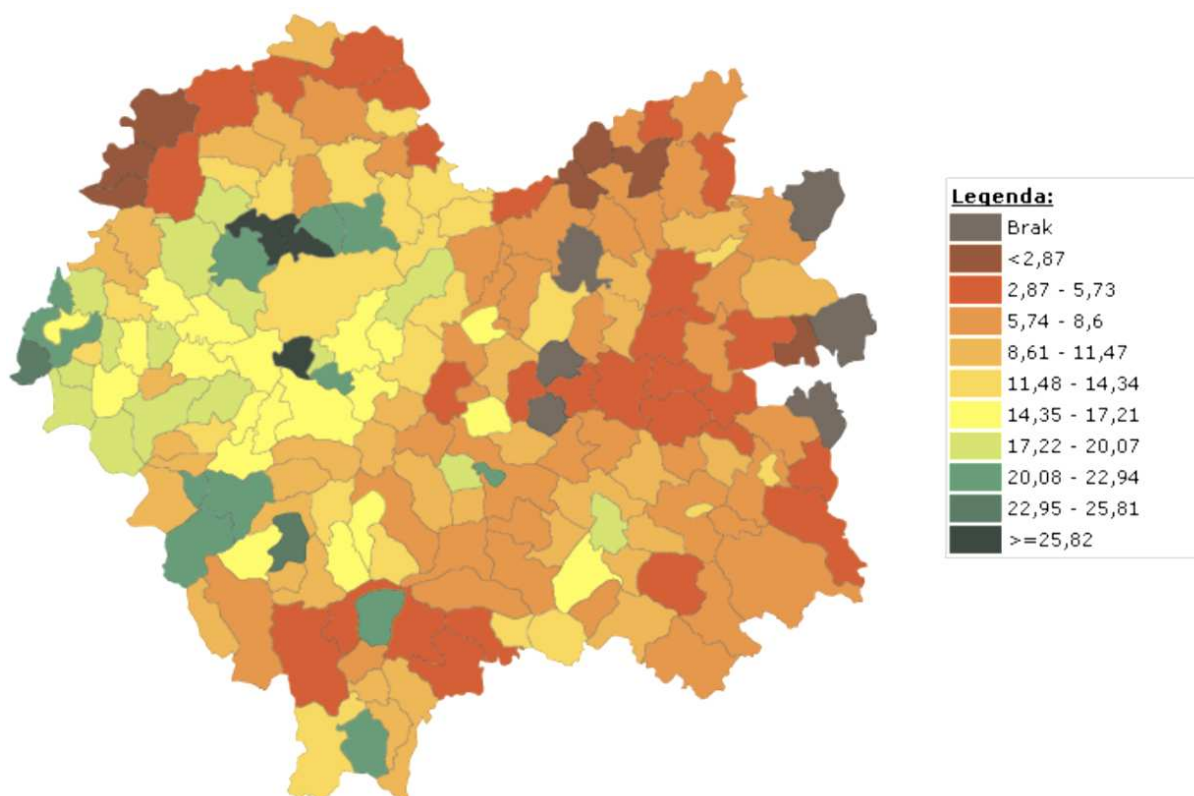 Legenda:
Brak
<2,87
2,87 - 5,73
5,74 - 8,6
8,61 - 11,47
11,48 - 14,34
14,35 - 17,21
17,22 - 20,07
20,08 - 22,94
22,95 - 25,81
>=25,82